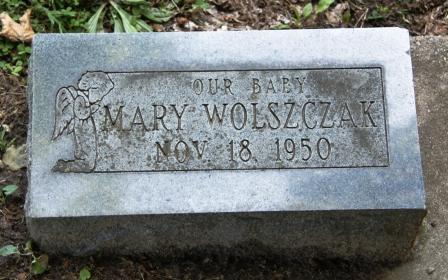 OUR BABY
MARY WOLSZCZAK
NOV. 18, 1950